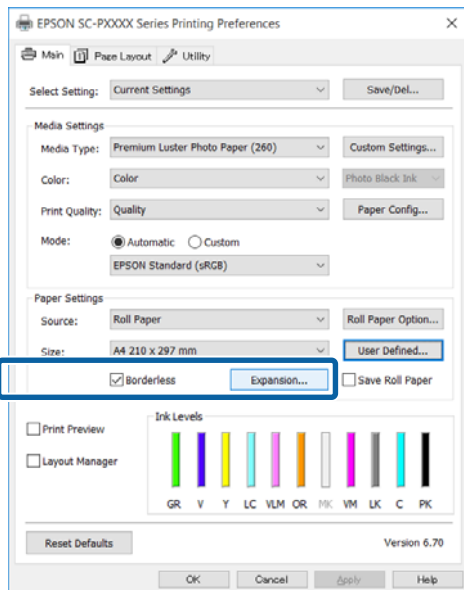 EPSON SC-PXXXX Series Printing Preferences
Main Page Layout Utility
Select Setting: Current Settings Save/Del...
Media Settings
Media Type: Premium Luster Photo Paper (260) Custom Settings...
Color: Color Photo Black Ink
Print Quality: Quality Paper Config...
Mode: Automatic Custom
EPSON Standard (sRGB)
Paper Settings
Source: Roll Paper Roll Paper Option...
Size: A4 210 x 297 mm User Defined...
Borderless Expansion... Save Roll Paper
Print Preview
Layout Manager
Ink Levels
GR V Y LC VLM OR MK VM LK C PK
Reset Defaults Version 6.70
OK Cancel Apply Help